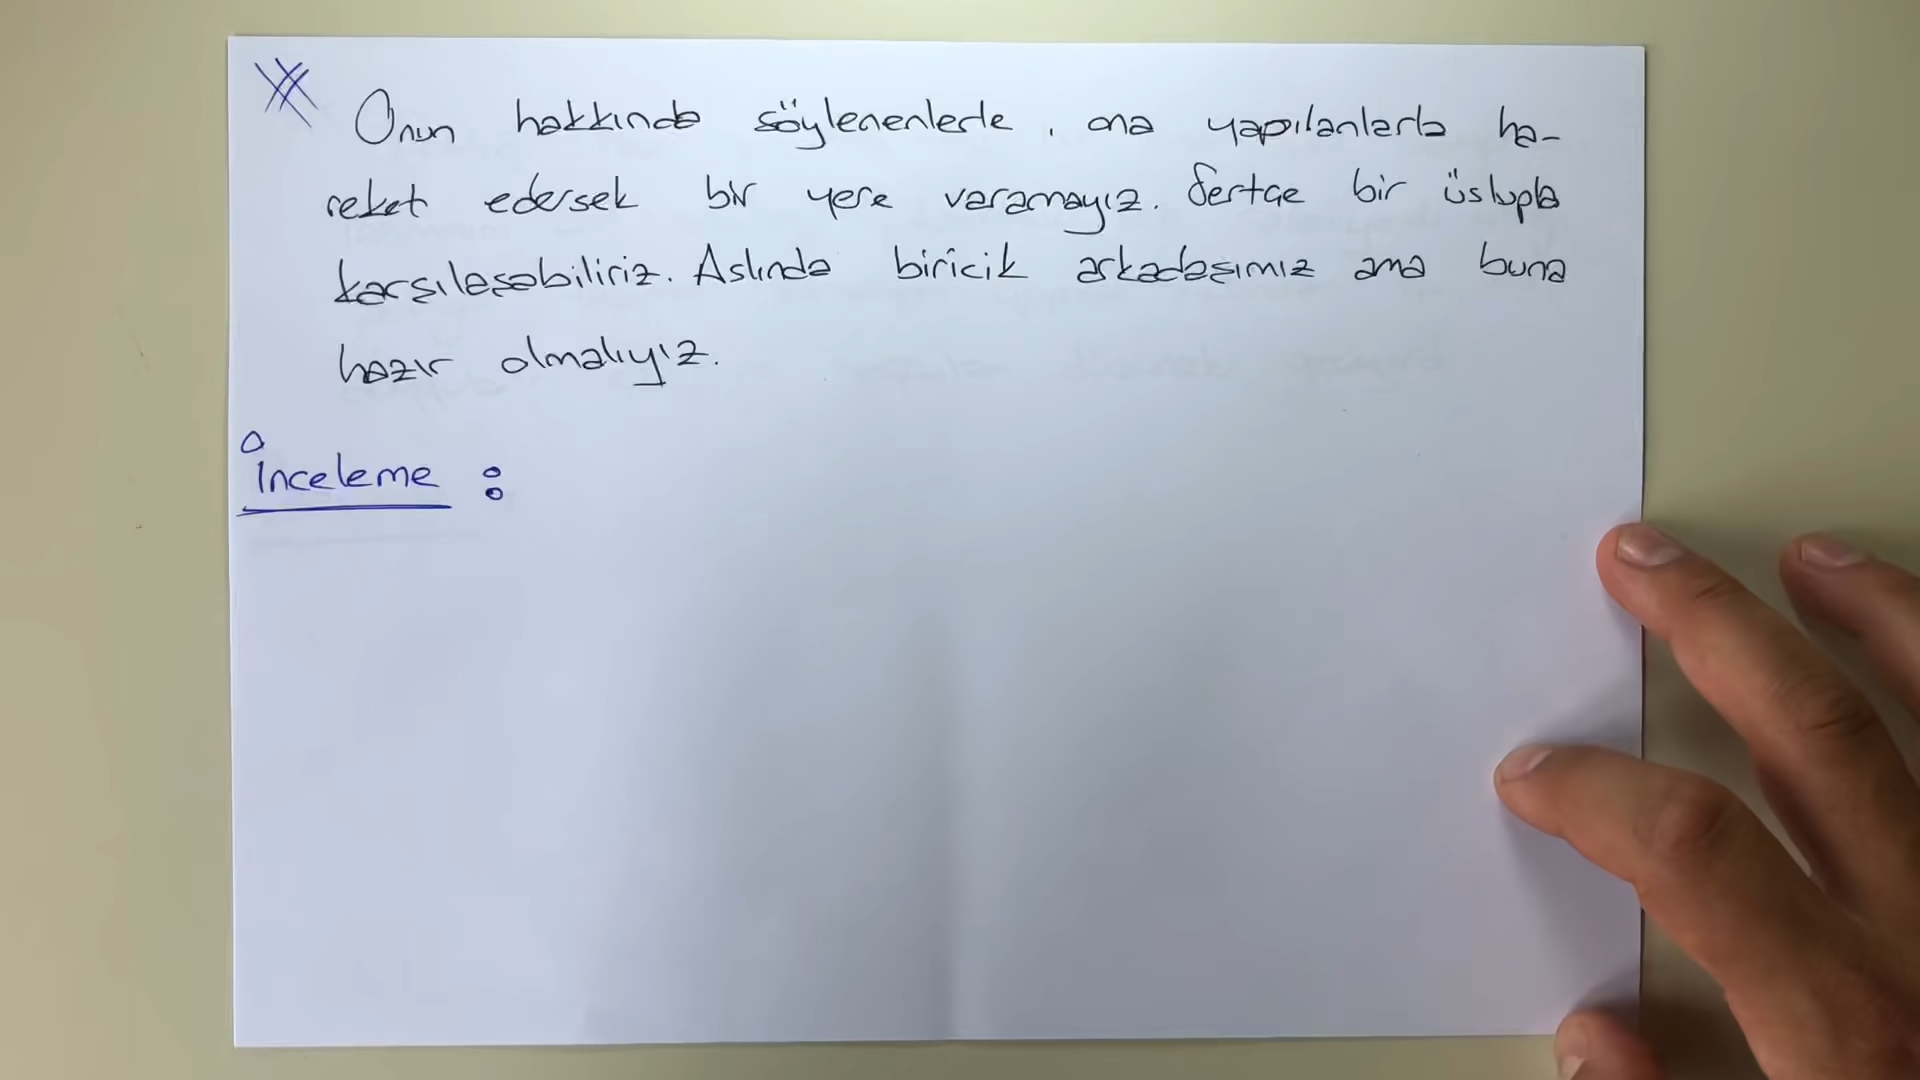 Onun hakkında söylenenlerle, ona yapılanlarla ha-
reket edersek bir yere varamayız. Sertçe bir üslupla
karşılaşabiliriz. Aslında biricik arkadaşımız ama buna
hazır olmalıyız.
İnceleme :